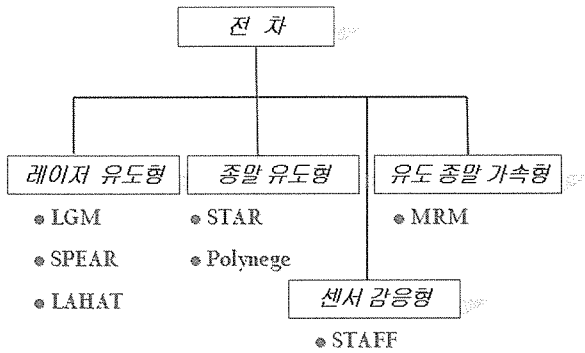 전 차
레이저 유도형
종말 유도형
유도 종말 가속형
● LGM
● STAR
● MRM
● SPEAR
● Polynege
● LAHAT
센서 감응형
● STAFF